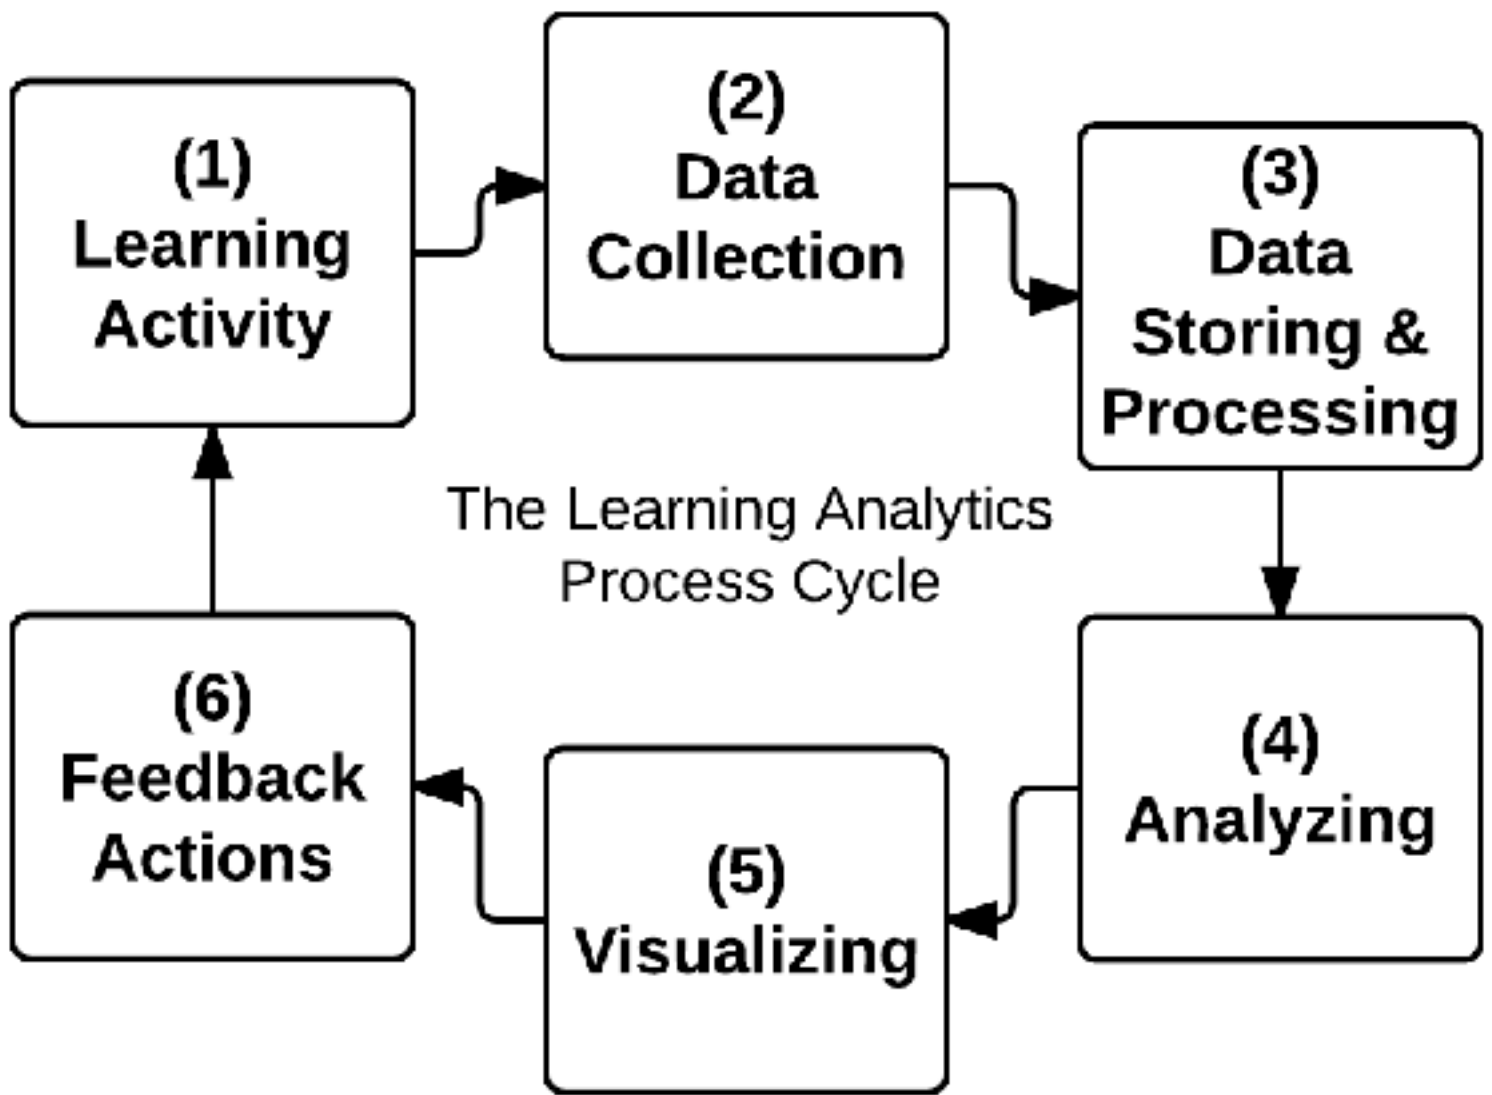 (1)
Learning
Activity
(2)
Data
Collection
(3)
Data
Storing &
Processing
The Learning Analytics
Process Cycle
(4)
Analyzing
(5)
Visualizing
(6)
Feedback
Actions